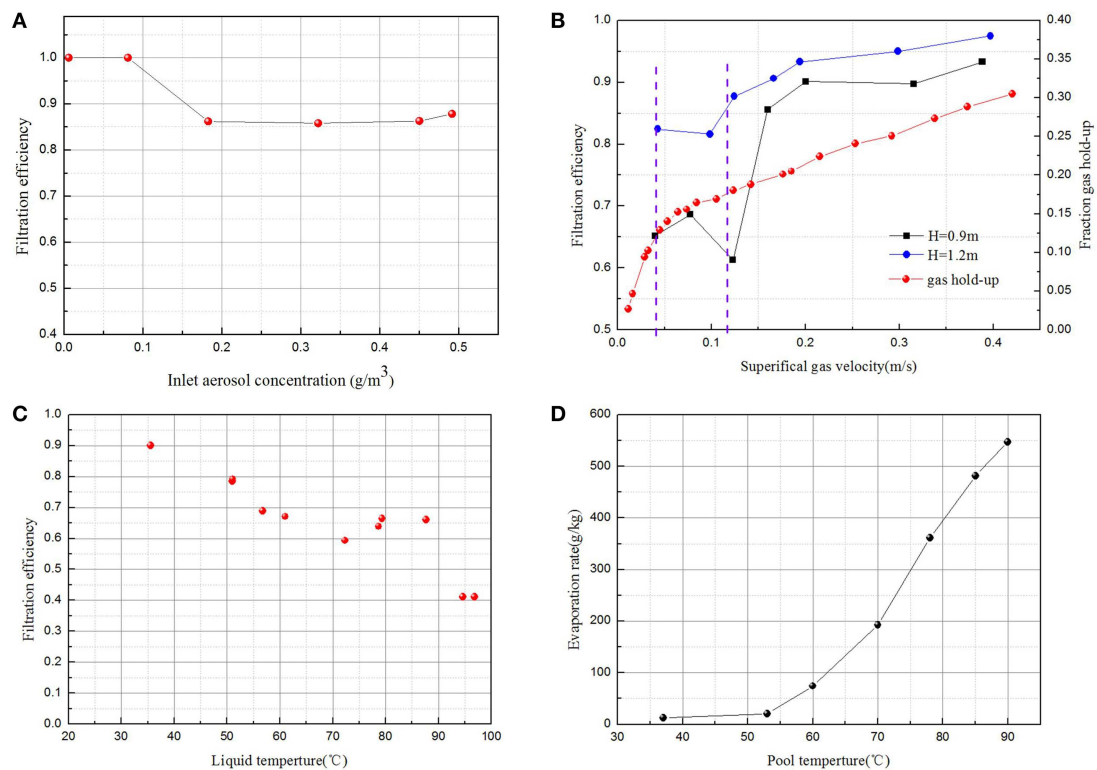 A
1.0
0.9
0.8
0.7
0.6
0.5
0.4
Filtration efficiency
0.0 0.1 0.2 0.3 0.4 0.5
Inlet aerosol concentration (g/m3)
B
1.0
0.9
0.8
0.7
0.6
0.5
Filtration efficiency
0.40
0.35
0.30
0.25
0.20
0.15
0.10
0.05
0.00
Fraction gas hold-up
H=0.9m
H=1.2m
gas hold-up
0.0 0.1 0.2 0.3 0.4
Superifical gas velocity(m/s)
C
1.0
0.9
0.8
0.7
0.6
0.5
0.4
0.3
0.2
0.1
0.0
Filtration efficiency
20 30 40 50 60 70 80 90 100
Liquid temperture(℃)
D
600
500
400
300
200
100
0
Evaporation rate(g/kg)
30 40 50 60 70 80 90
Pool temperture(℃)